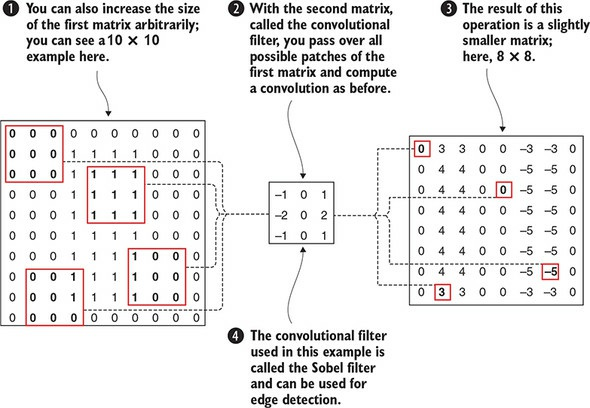 1 You can also increase the size
of the first matrix arbitrarily;
you can see a 10 × 10
example here.
2 With the second matrix,
called the convolutional
filter, you pass over all
possible patches of the
first matrix and compute
a convolution as before.
3 The result of this
operation is a slightly
smaller matrix;
here, 8 × 8.
0 0 0 0 0 0 0 0 0 0
0 0 0 1 1 1 1 0 0 0
0 0 0 1 1 1 1 0 0 0
0 0 0 1 1 1 1 0 0 0
0 0 0 1 1 1 1 0 0 0
0 0 0 1 1 1 1 0 0 0
0 0 0 1 1 1 1 0 0 0
0 0 0 1 1 1 1 0 0 0
0 0 0 1 1 1 1 0 0 0
0 0 0 0 0 0 0 0 0 0
–1 0 1
–2 0 2
–1 0 1
0 3 3 0 0 –3 –3 0
0 4 4 0 0 –5 –5 0
0 4 4 0 0 –5 –5 0
0 4 4 0 0 –5 –5 0
0 4 4 0 0 –5 –5 0
0 4 4 0 0 –5 –5 0
0 4 4 0 0 –5 –5 0
0 3 3 0 0 –3 –3 0
4 The convolutional filter
used in this example is
called the Sobel filter
and can be used for
edge detection.